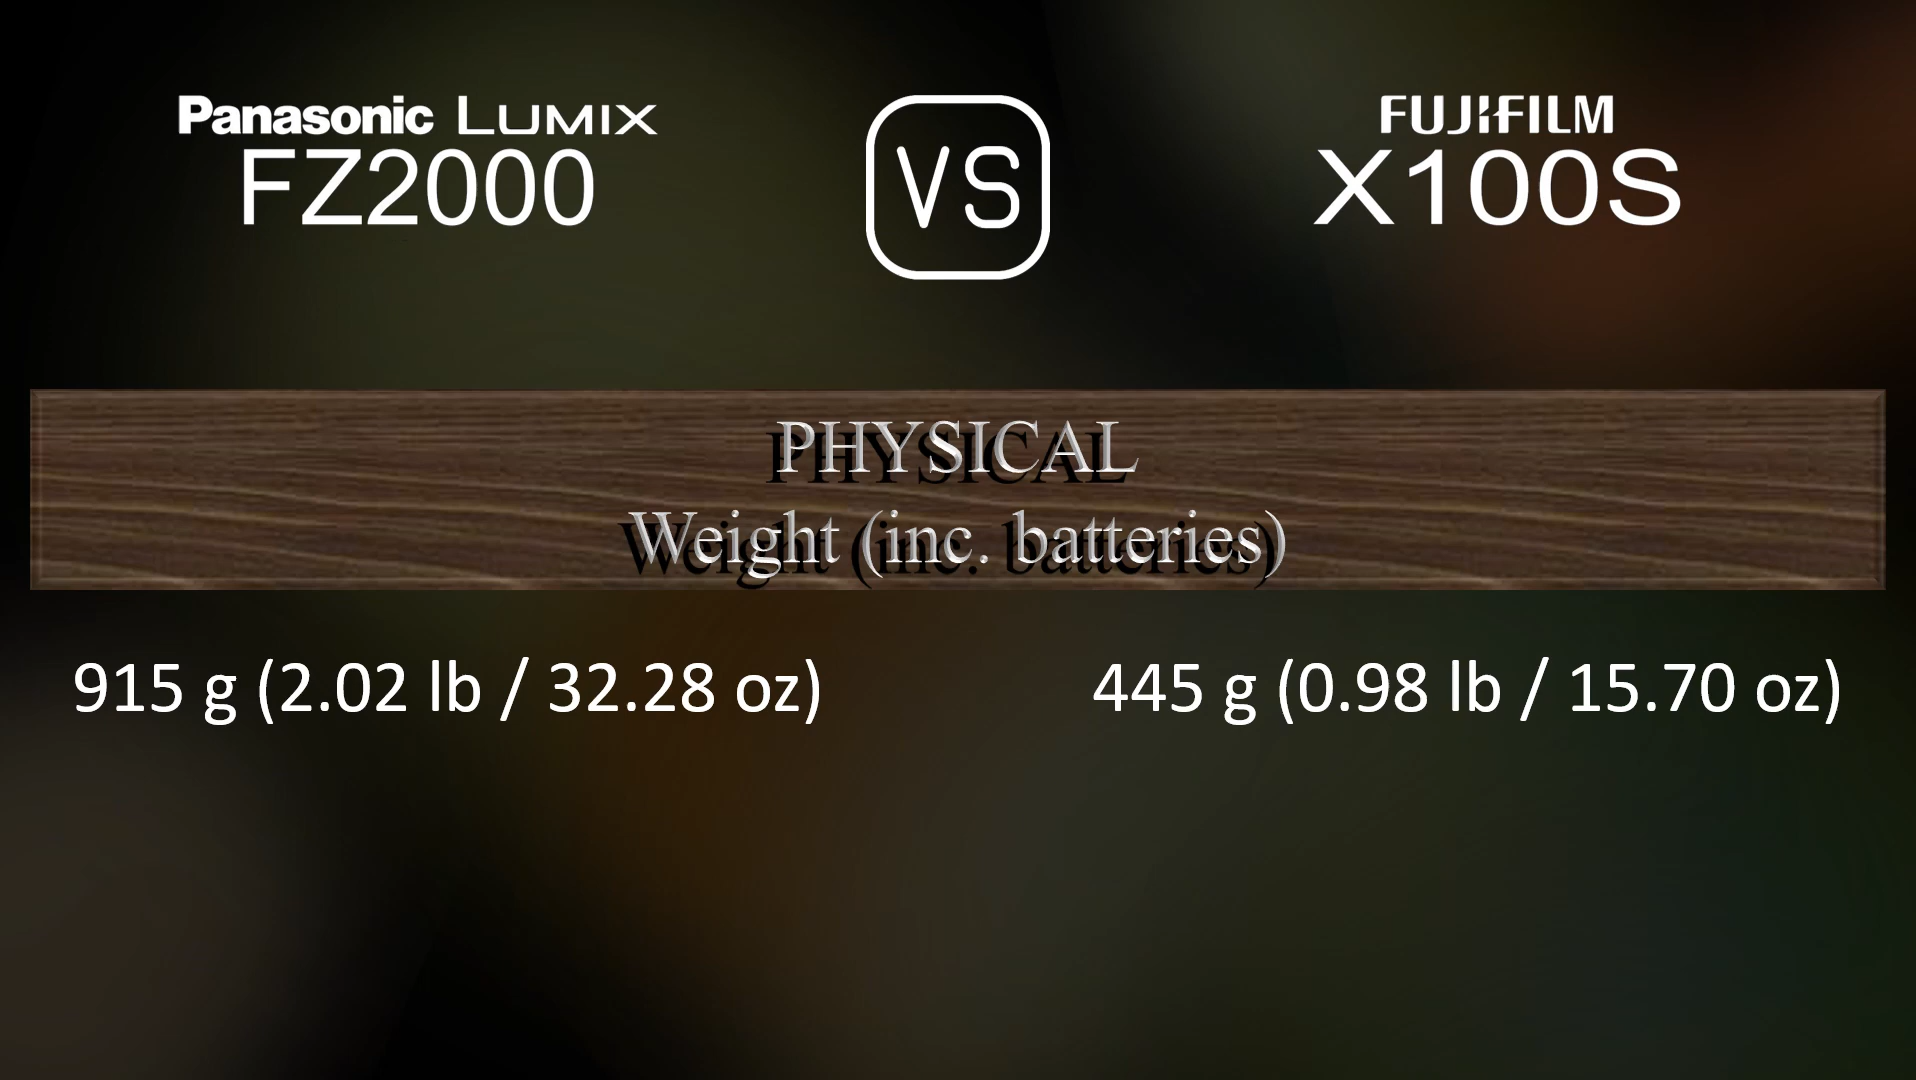 Panasonic LUMIX
FZ2000
VS
FUJIFILM
X100S
PHYSICAL
Weight (inc. batteries)
915 g (2.02 lb / 32.28 oz)
445 g (0.98 lb / 15.70 oz)